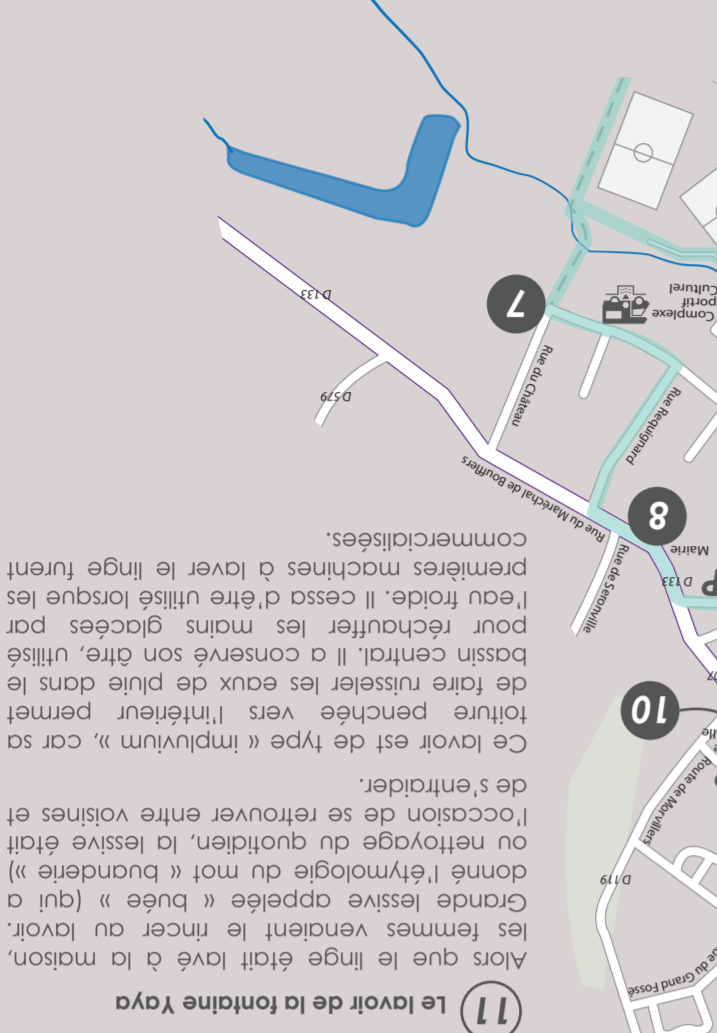 11 Le lavoir de la fontaine Yaya
Alors que le linge était lavé à la maison,
les femmes venaient le rincer au lavoir.
Grande lessive appelée « buée » (qui a
donné l'étymologie du mot « buanderie »)
ou nettoyage du quotidien, la lessive était
l'occasion de se retrouver entre voisines et
de s'entraider.
Ce lavoir est de type « impluvium », car sa
toiture penchée vers l'intérieur permet
de faire ruisseler les eaux de pluie dans le
bassin central. Il a conservé son âtre, utilisé
pour réchauffer les mains glacées par
l'eau froide. Il cessa d'être utilisé lorsque les
premières machines à laver le linge furent
commercialisées.
ue du Grand Fossé
D 119
Route de Morvillers
lle
10
07
P
D 133
Mairie
8
Rue de Ceronville
Rue du Maréchal de Boufflers
Rue Requignard
Rue du Château
D 579
7
Complexe
portif
Culturel
D 133